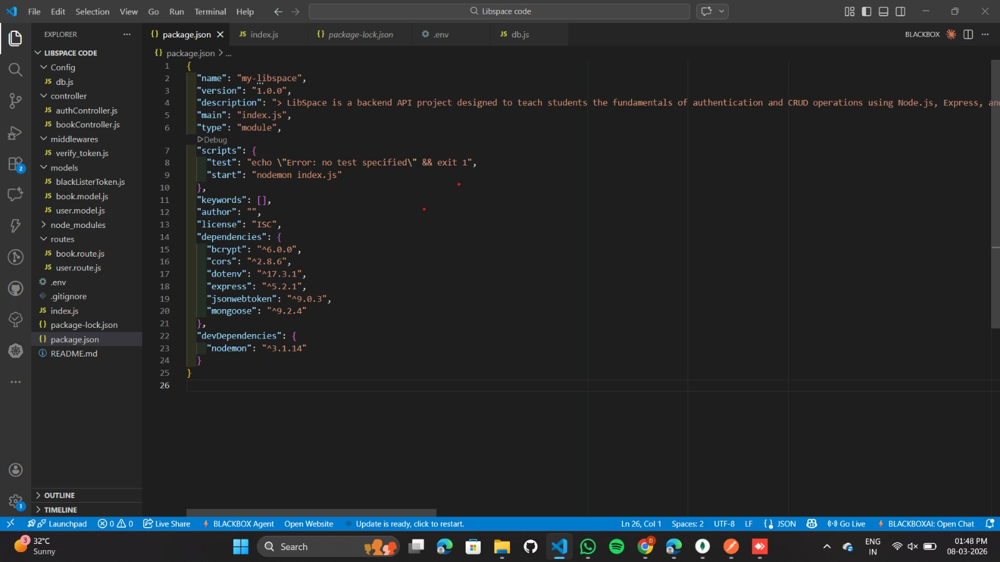 File Edit Selection View Go Run Terminal Help
Libspace code
EXPLORER
LIBSPACE CODE
Config
db.js
controller
authController.js
bookController.js
middlewares
verify_token.js
models
blackListerToken.js
book.model.js
user.model.js
node_modules
routes
book.route.js
user.route.js
.env
.gitignore
index.js
package-lock.json
package.json
README.md
OUTLINE
TIMELINE
2
1
package.json index.js package-lock.json .env db.js
BLACKBOX
package.json > ...
1 {
2 "name": "my-libspace",
3 "version": "1.0.0",
4 "description": "> LibSpace is a backend API project designed to teach students the fundamentals of authentication and CRUD operations using Node.js, Express, an
5 "main": "index.js",
6 "type": "module",
Debug
7 "scripts": {
8 "test": "echo \"Error: no test specified\" && exit 1",
9 "start": "nodemon index.js"
10 },
11 "keywords": [],
12 "author": "",
13 "license": "ISC",
14 "dependencies": {
15 "bcrypt": "^6.0.0",
16 "cors": "^2.8.6",
17 "dotenv": "^17.3.1",
18 "express": "^5.2.1",
19 "jsonwebtoken": "^9.0.3",
20 "mongoose": "^9.2.4"
21 },
22 "devDependencies": {
23 "nodemon": "^3.1.14"
24 }
25 }
26
Launchpad 0 0 Live Share BLACKBOX Agent Open Website Update is ready, click to restart. Ln 26, Col 1 Spaces: 2 UTF-8 LF {} JSON Go Live BLACKBOXAI: Open Chat
3
32°C
Sunny
Search
D
ENG
IN
01:48 PM
08-03-2026